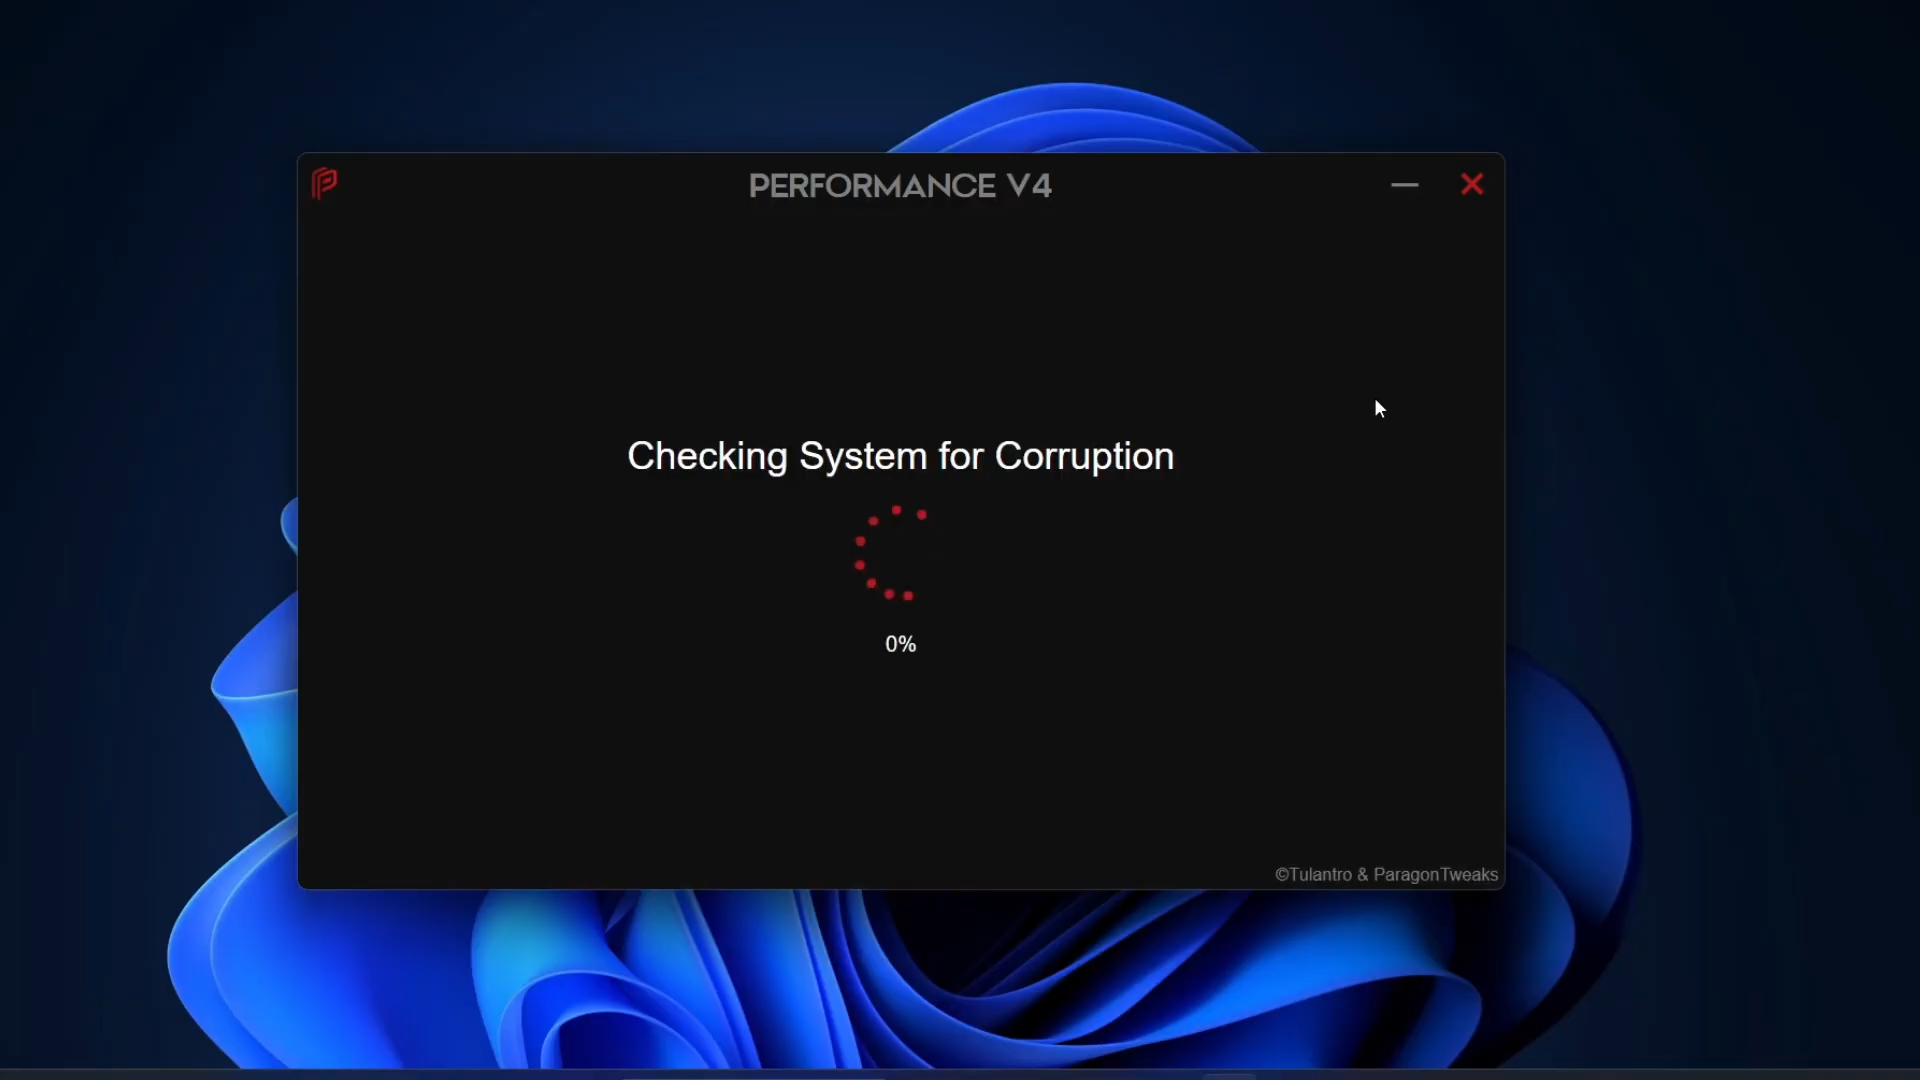 PERFORMANCE V4
Checking System for Corruption
0%
©Tulantro & ParagonTweaks